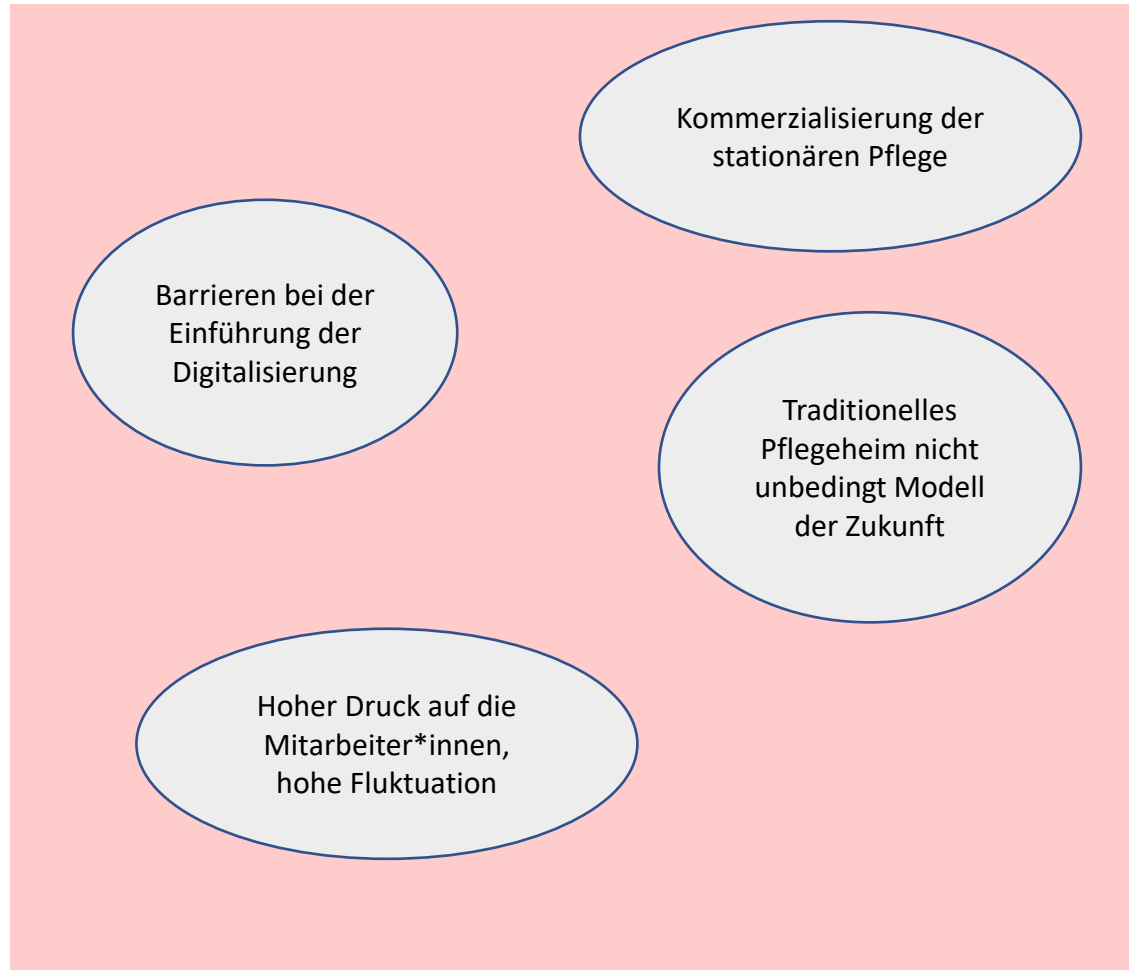 Kommerzialisierung der
stationären Pflege
Barrieren bei der
Einführung der
Digitalisierung
Traditionelles
Pflegeheim nicht
unbedingt Modell
der Zukunft
Hoher Druck auf die
Mitarbeiter*innen,
hohe Fluktuation